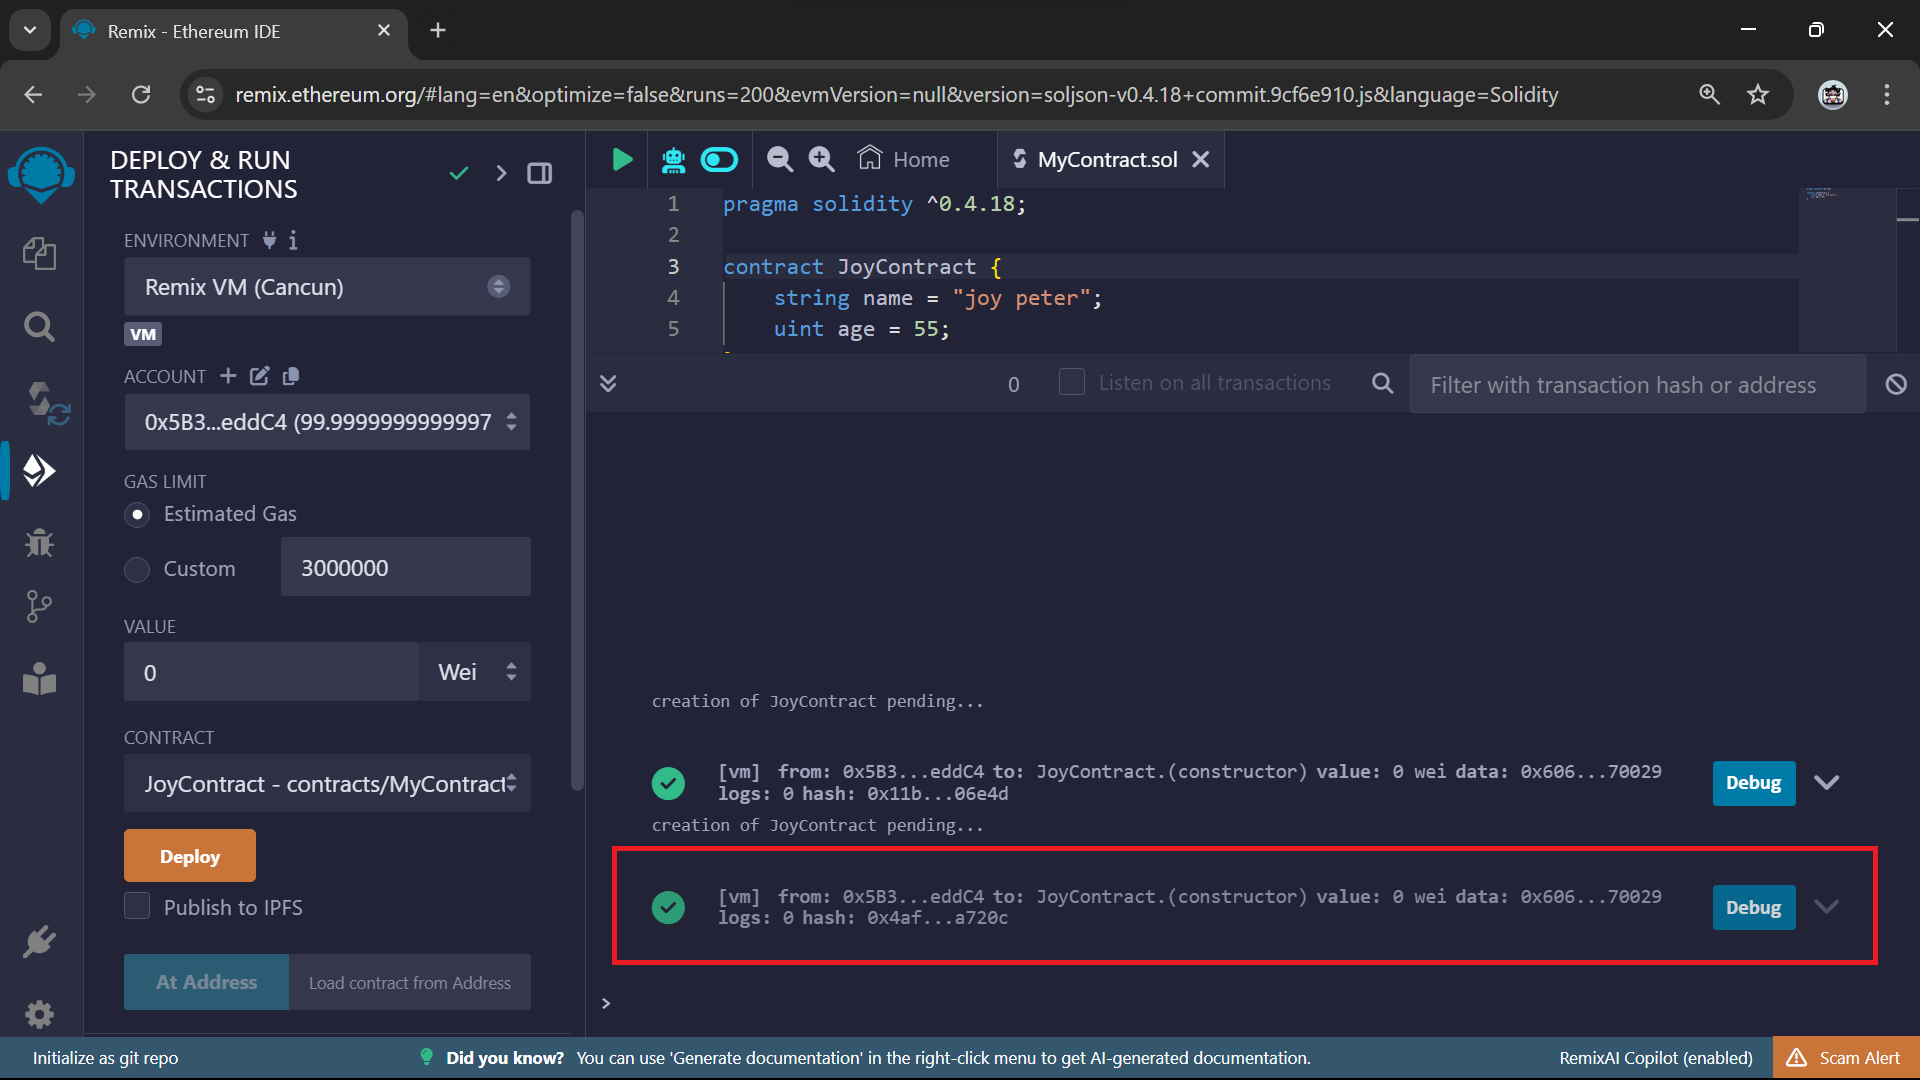 Remix - Ethereum IDE
remix.ethereum.org/#lang=en&optimize=false&runs=200&evmVersion=null&version=soljson-v0.4.18+commit.9cf6e910.js&language=Solidity
DEPLOY & RUN
TRANSACTIONS
ENVIRONMENT
Remix VM (Cancun)
VM
ACCOUNT
0x5B3...eddC4 (99.9999999999997
GAS LIMIT
Estimated Gas
Custom 3000000
VALUE
0 Wei
CONTRACT
JoyContract - contracts/MyContract
Deploy
Publish to IPFS
At Address Load contract from Address
Home MyContract.sol
1 pragma solidity ^0.4.18;
2
3 contract JoyContract {
4 string name = "joy peter";
5 uint age = 55;
0 Listen on all transactions Filter with transaction hash or address
creation of JoyContract pending...
[vm] from: 0x5B3...eddC4 to: JoyContract.(constructor) value: 0 wei data: 0x606...70029
logs: 0 hash: 0x11b...06e4d
Debug
creation of JoyContract pending...
[vm] from: 0x5B3...eddC4 to: JoyContract.(constructor) value: 0 wei data: 0x606...70029
logs: 0 hash: 0x4af...a720c
Debug
>
Initialize as git repo
Did you know? You can use 'Generate documentation' in the right-click menu to get AI-generated documentation.
RemixAI Copilot (enabled)
Scam Alert